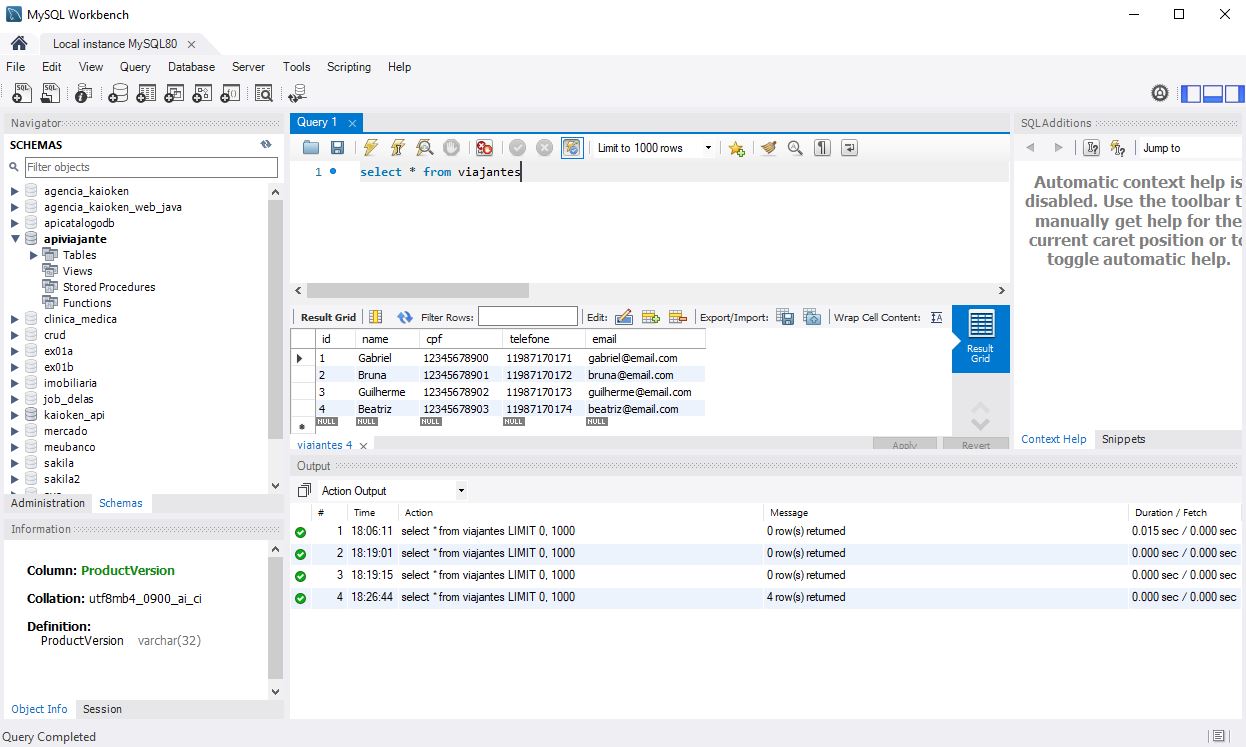 MySQL Workbench
Local instance MySQL80
File Edit View Query Database Server Tools Scripting Help
Navigator
SCHEMAS
Filter objects
agencia_kaioken
agencia_kaioken_web_java
apicatalogodb
apiviajante
Tables
Views
Stored Procedures
Functions
clinica_medica
crud
ex01a
ex01b
imobiliaria
job_delas
kaioken_api
mercado
meubanco
sakila
sakila2
Administration Schemas
Information
Column: ProductVersion
Collation: utf8mb4_0900_ai_ci
Definition:
ProductVersion varchar(32)
Object Info Session
Query Completed
Query 1
Limit to 1000 rows
1 select * from viajantes
Result Grid Filter Rows: Edit: Export/Import: Wrap Cell Content:
id name cpf telefone email
1 Gabriel 12345678900 11987170171 gabriel@email.com
2 Bruna 12345678901 11987170172 bruna@email.com
3 Guilherme 12345678902 11987170173 guilherme@email.com
4 Beatriz 12345678903 11987170174 beatriz@email.com
NULL NULL NULL NULL NULL
Result
Grid
viajantes 4
Apply Revert
Output
Action Output
# Time Action Message Duration / Fetch
1 18:06:11 select * from viajantes LIMIT 0, 1000 0 row(s) returned 0.015 sec / 0.000 sec
2 18:19:01 select * from viajantes LIMIT 0, 1000 0 row(s) returned 0.000 sec / 0.000 sec
3 18:19:15 select * from viajantes LIMIT 0, 1000 0 row(s) returned 0.000 sec / 0.000 sec
4 18:26:44 select * from viajantes LIMIT 0, 1000 4 row(s) returned 0.000 sec / 0.000 sec
SQLAdditions
Jump to
Automatic context help is
disabled. Use the toolbar t
manually get help for the
current caret position or to
toggle automatic help.
Context Help Snippets